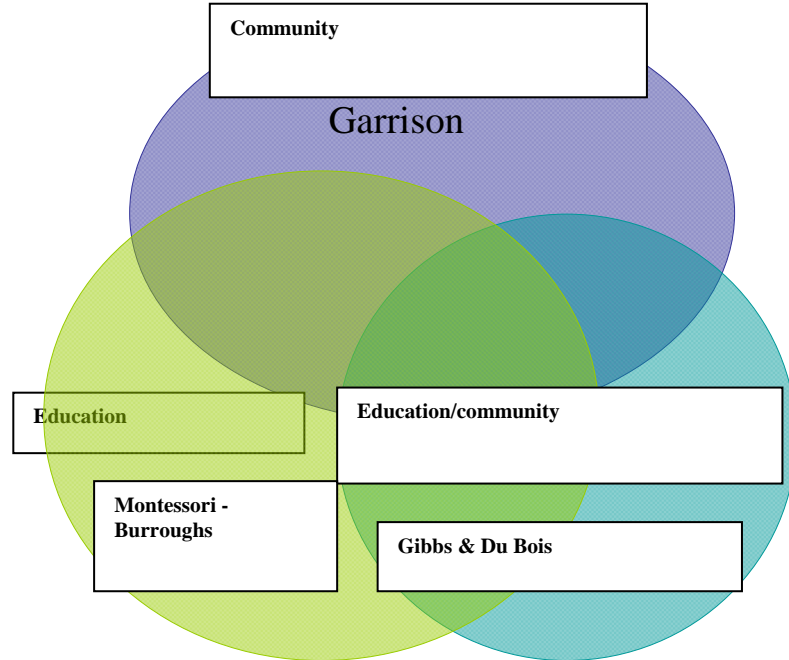 Community
Garrison
Education
Education/community
Montessori -
Burroughs
Gibbs & Du Bois